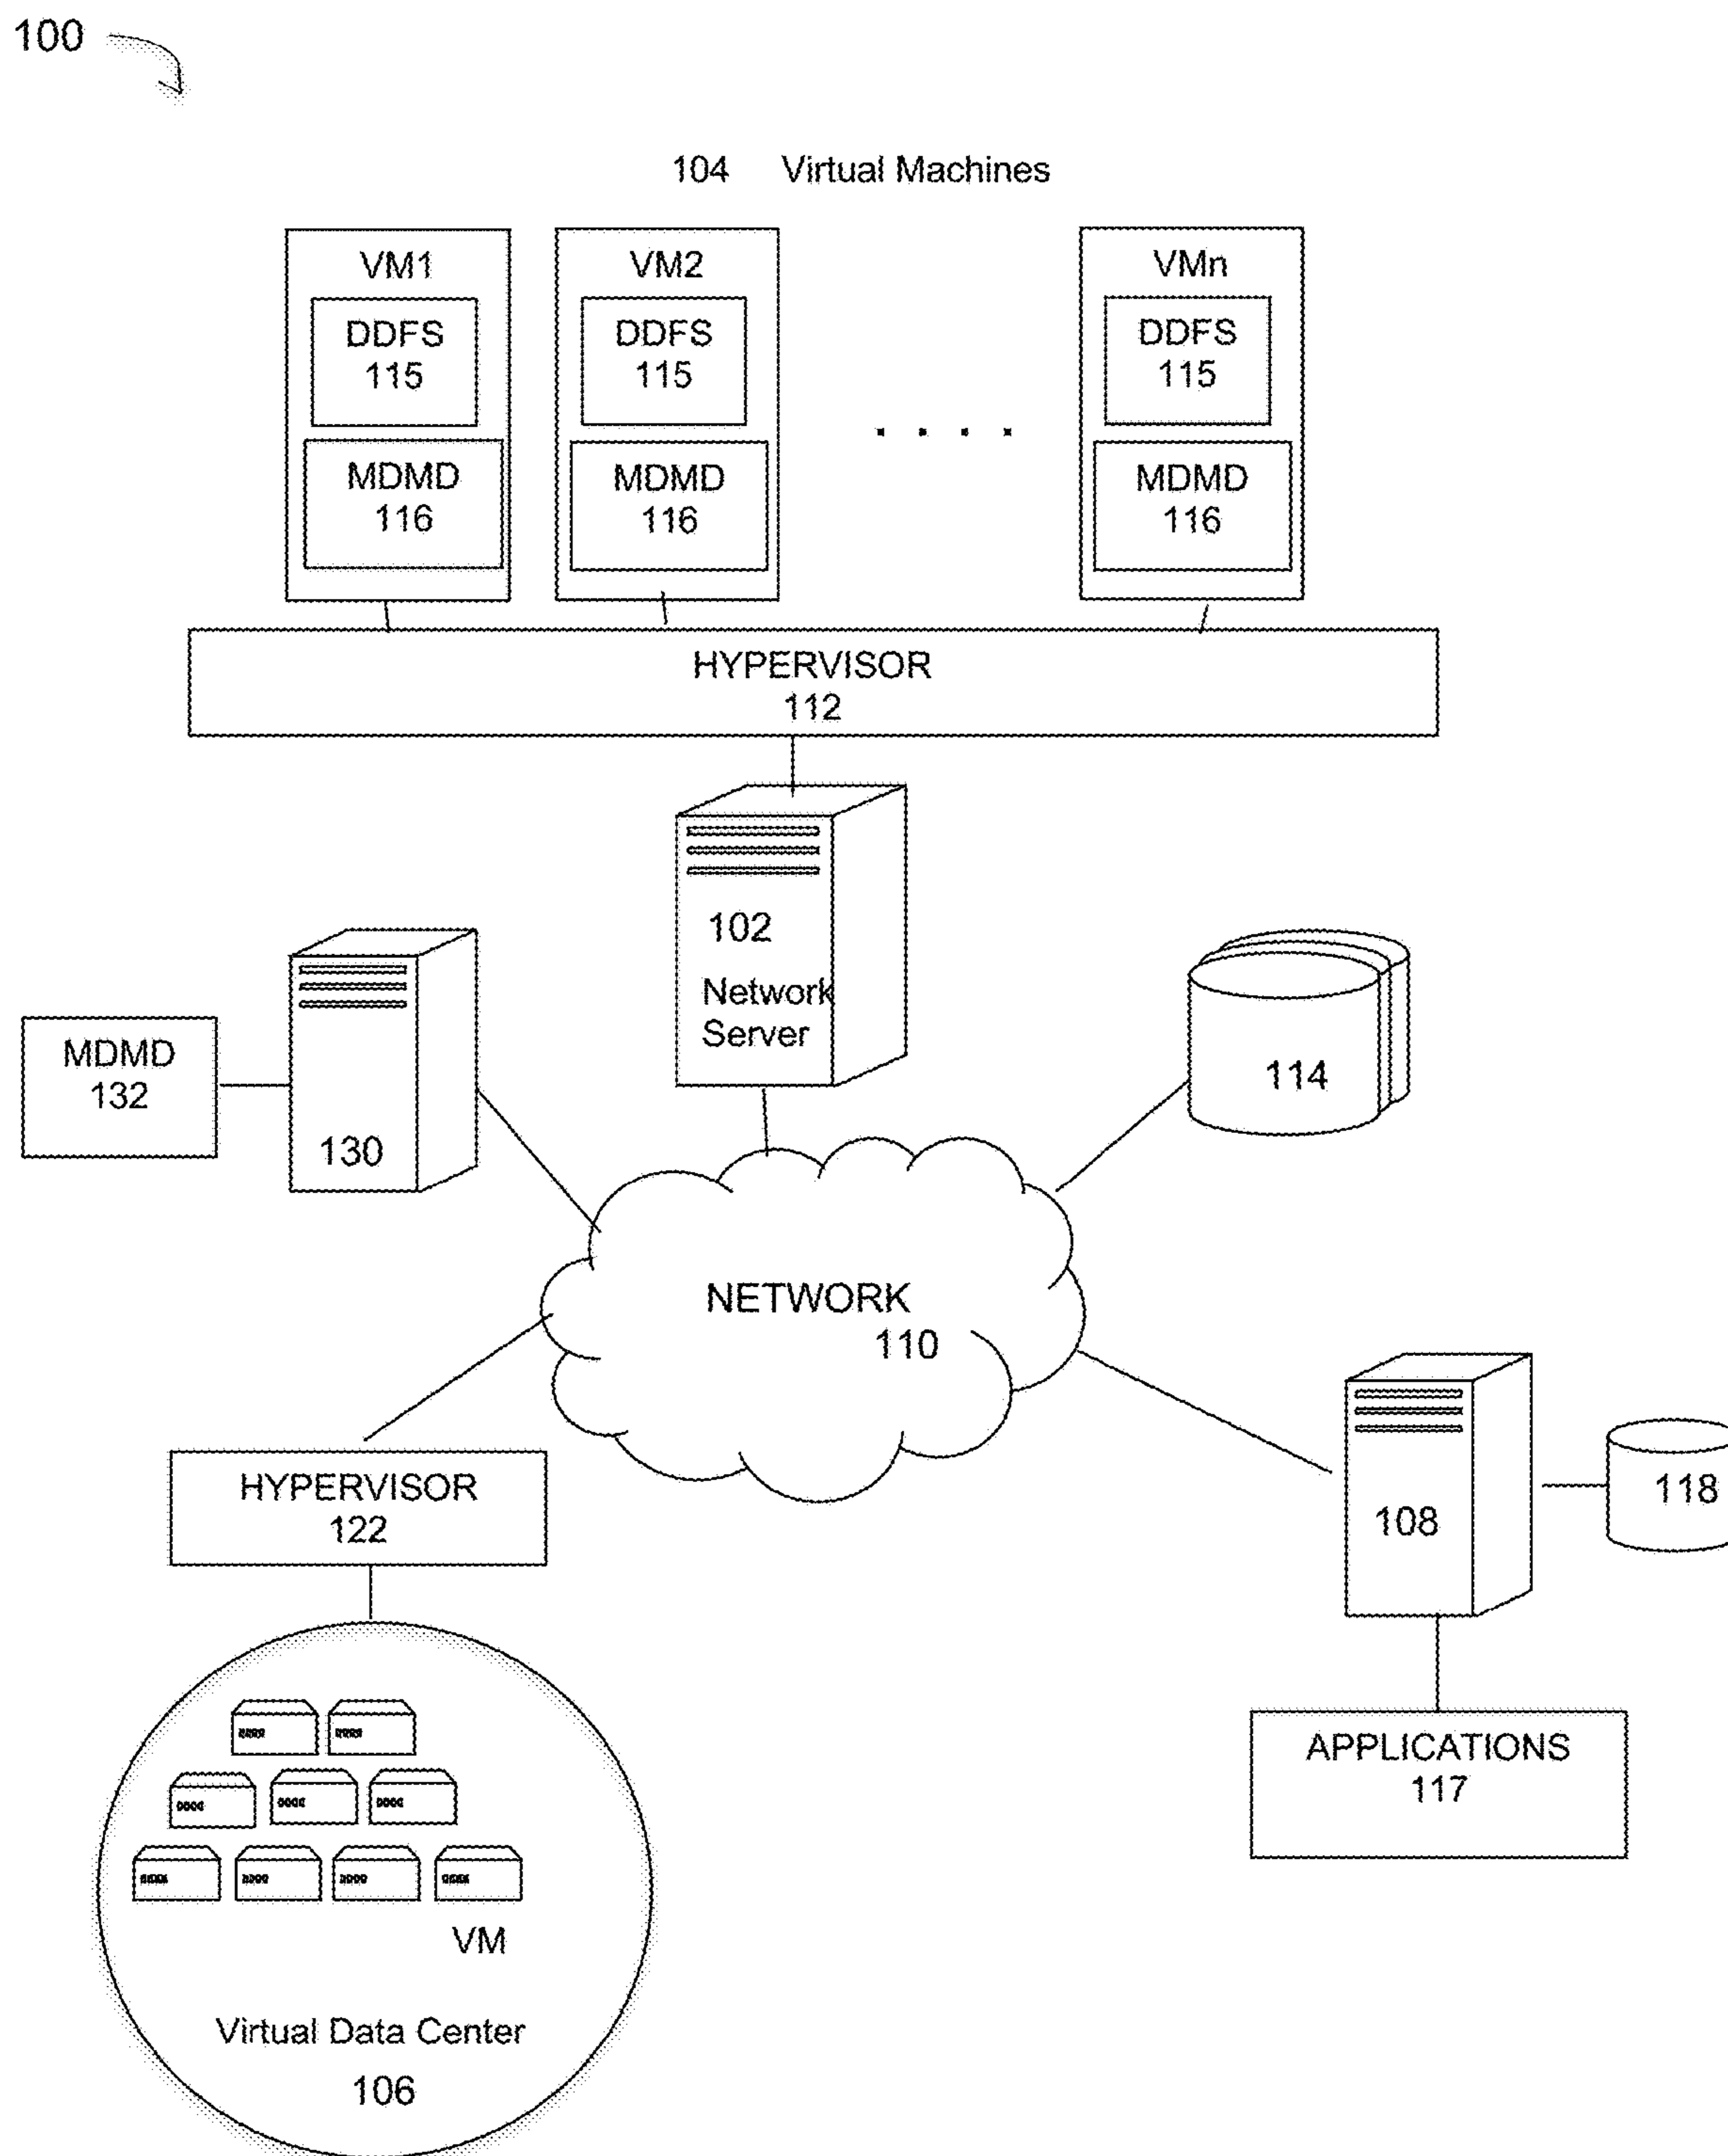 100
104 Virtual Machines
VM1
DDFS
115
MDMD
116
VM2
DDFS
115
MDMD
116
. . . .
VMn
DDFS
115
MDMD
116
HYPERVISOR
112
102
Network
Server
MDMD
132
130
114
NETWORK
110
HYPERVISOR
122
108
118
APPLICATIONS
117
VM
Virtual Data Center
106